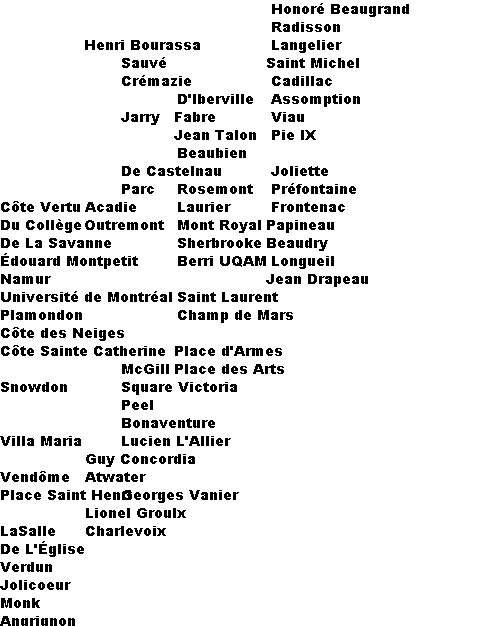 Honoré Beaugrand
Radisson
Henri Bourassa Langelier
Sauvé Saint Michel
Crémazie Cadillac
D'Iberville Assomption
Jarry Fabre Viau
Jean Talon Pie IX
Beaubien
De Castelnau Joliette
Parc Rosemont Préfontaine
Côte Vertu Acadie Laurier Frontenac
Du Collège Outremont Mont Royal Papineau
De La Savanne Sherbrooke Beaudry
Édouard Montpetit Berri UQAM Longueil
Namur Jean Drapeau
Université de Montréal Saint Laurent
Plamondon Champ de Mars
Côte des Neiges
Côte Sainte Catherine Place d'Armes
McGill Place des Arts
Snowdon Square Victoria
Peel
Bonaventure
Villa Maria Lucien L'Allier
Guy Concordia
Vendôme Atwater
Place Saint Henri Georges Vanier
Lionel Groulx
LaSalle Charlevoix
De L'Église
Verdun
Jolicoeur
Monk
Angrignon